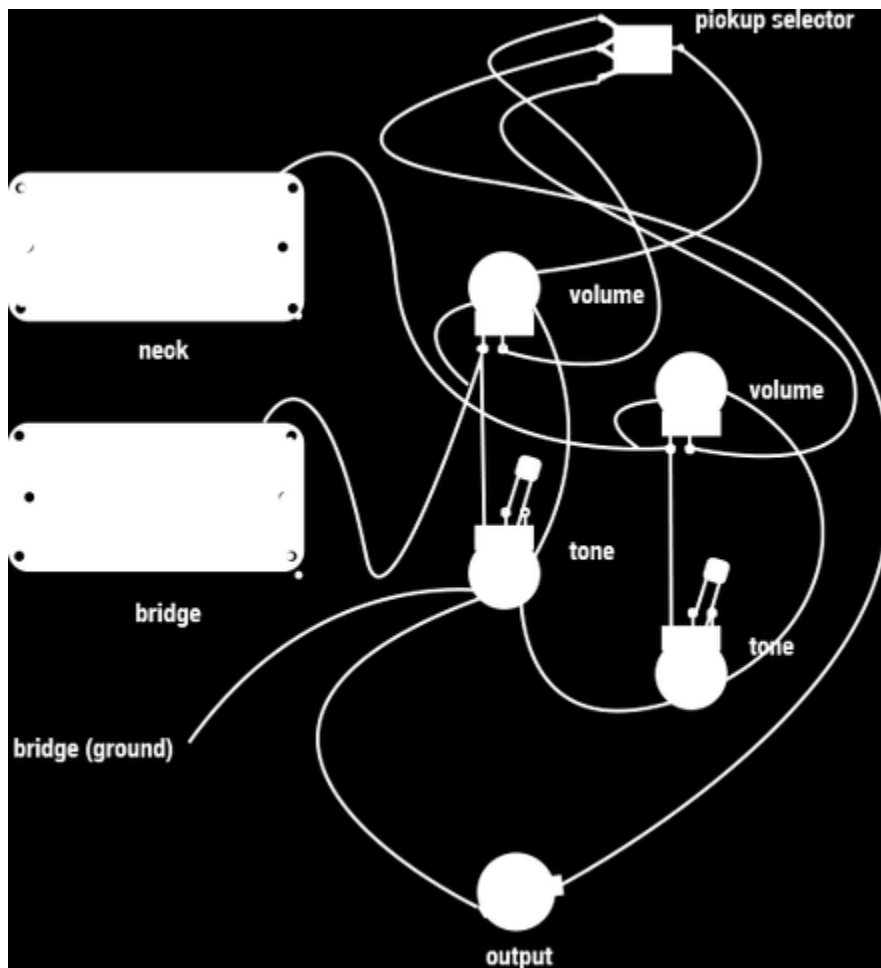 pickup selector
volume
neck
volume
tone
bridge
tone
bridge (ground)
output